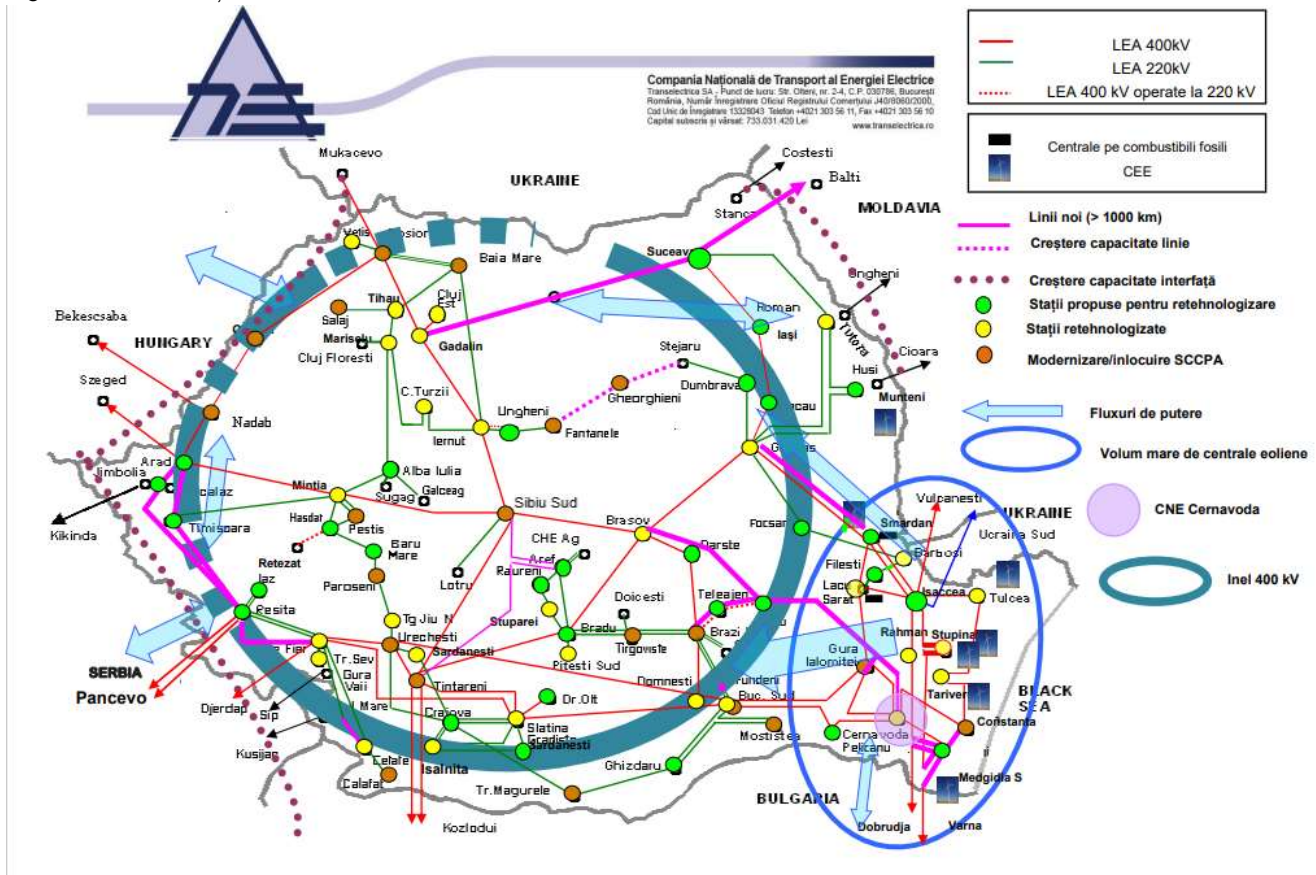 Compania Naţională de Transport al Energiei Electrice
Transelectrica SA - Punct de lucru: Str. Olteni, nr. 2-4, C.P. 030786, Bucureşti
România, Număr Înregistrare Oficiul Registrului Comerţului J40/8060/2000,
Cod Unic de Înregistrare 13328043 Telefon +4021 303 56 11, Fax +4021 303 56 10
Capital subscris şi vărsat: 733.031.420 Lei
www.transelectrica.ro
LEA 400kV
LEA 220kV
LEA 400 kV operate la 220 kV
Centrale pe combustibili fosili
CEE
Linii noi (> 1000 km)
Creştere capacitate linie
Creştere capacitate interfaţă
Staţii propuse pentru retehnologizare
Staţii retehnologizate
Modernizare/inlocuire SCCPA
Fluxuri de putere
Volum mare de centrale eoliene
CNE Cernavoda
Inel 400 kV
Mukacevo
UKRAINE
Costesti
Balti
Stanca
MOLDAVIA
Vetis
Baia Mare
Suceava
Ungheni
Tihau
Cluj
Est
Salaj
Roman
Iaşi
Tutora
Bekescsaba
HUNGARY
Mariselu
Gadalin
Cluj Floresti
Stejaru
Cioara
Husi
Szeged
Dumbrava
Munteni
C.Turzii
Gheorghieni
Nadab
Ungheni
Iernut
Fantanele
Arad
Jimbolia
Alba Iulia
Mintia
Sugag
Galceag
Sibiu Sud
Vulpanesti
UKRAINE
Timisoara
Hasdat
Pestis
Brasov
Smardan
Ucraina Sud
Kikinda
Baru
Mare
CHE Ag
Darste
Barbosi
Retezat
Filesti
Paroseni
Raureni
Lotru
Lacu
Sarat
Isaccea
Tulcea
Resita
Doicesti
Teleajen
Tg.Jiu N
Stuparei
Urechesti
Bradu
Brazi
Rahman
Stupina
Sardanesti
Tirgoviste
Gura
Ialomitei
SERBIA
Tr.Sev
Pitesti Sud
Pancevo
Gura
Vaii
Tintareni
Domnesti
Fundeni
Tariver
BLACK
SEA
Djerdap
Sip
Dr.Olt
Buc.Sud
Constanta
Craiova
Slatina
Gradiste
Mostistea
Cernavoda
Pelicanu
Kusijac
Sardanesti
Isalnita
Ghizdaru
Medgidia S
Calafat
Tr.Magurele
BULGARIA
Kozlodui
Dobrudja
Varna